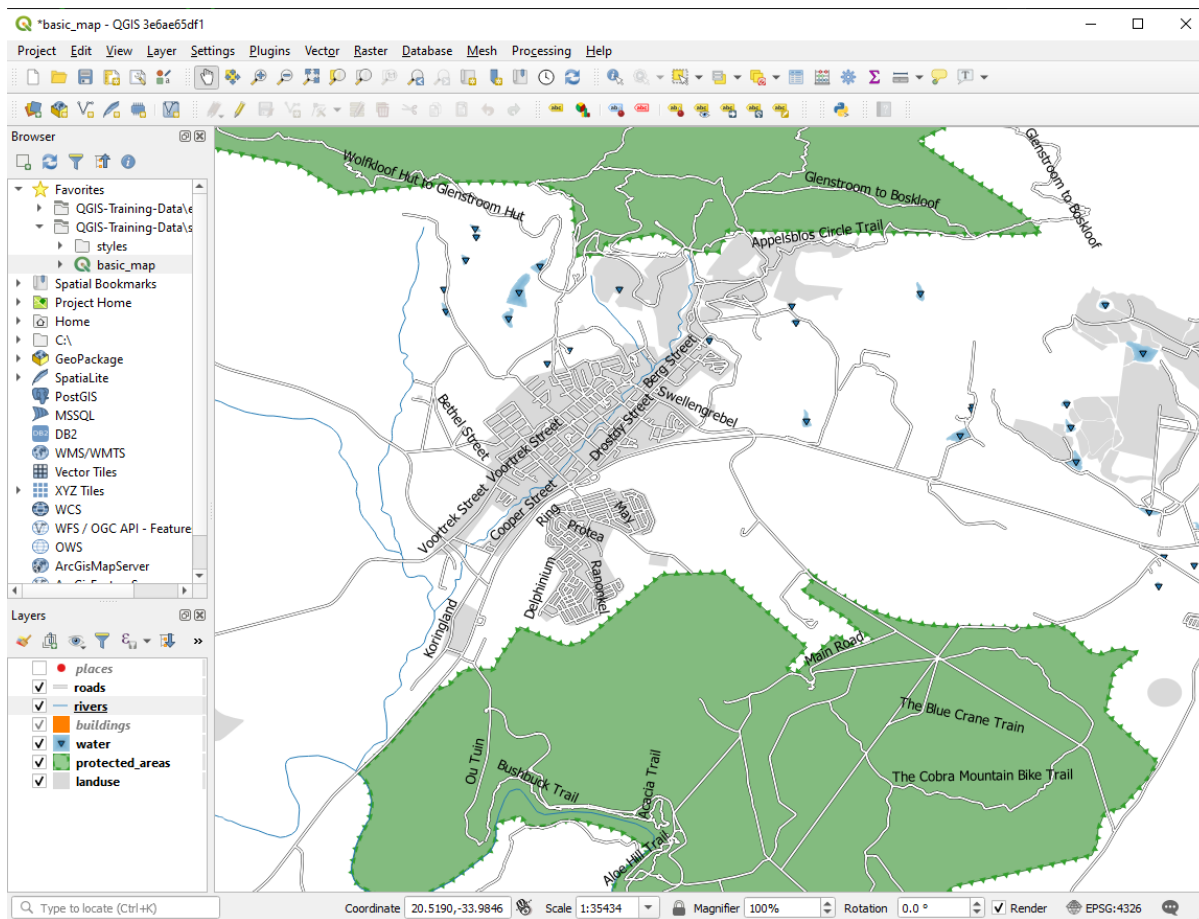 *basic_map - QGIS 3e6ae65df1
Project Edit View Layer Settings Plugins Vector Raster Database Mesh Processing Help
Browser
Favorites
QGIS-Training-Data\e
QGIS-Training-Data\s
styles
basic_map
Spatial Bookmarks
Project Home
Home
C:\
GeoPackage
SpatiaLite
PostGIS
MSSQL
DB2
WMS/WMTS
Vector Tiles
XYZ Tiles
WCS
WFS / OGC API - Feature
OWS
ArcGisMapServer
Layers
places
roads
rivers
buildings
water
protected_areas
landuse
Wolfkloof Hut to Glenstroom Hut
Glenstroom to Boskloof
Glenstroom to Boskloof
Appelsblos Circle Trail
Berg Street
Swellengrebel
Bethel Street
Drostdy Street
Voortrek Street
Voortrek Street
Cooper Street
Ring
May
Protea
Ranonkel
Delphinium
Koringland
Main Road
The Blue Crane Train
The Cobra Mountain Bike Trail
Ou Tuin
Bushbuck Trail
Acacia Trail
Aloe Hill Trail
Type to locate (Ctrl+K) Coordinate 20.5190,-33.9846 Scale 1:35434 Magnifier 100% Rotation 0.0 ° Render EPSG:4326